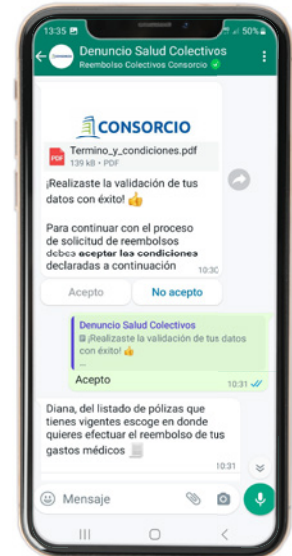 13:35
50%
Denuncio Salud Colectivos
Reembolso Colectivos Consorcio
CONSORCIO
PDF
Termino_y_condiciones.pdf
139 kB • PDF
¡Realizaste la validación de tus
datos con éxito! 👍
Para continuar con el proceso
de solicitud de reembolsos
debes aceptar las condiciones
declaradas a continuación
10:30
Acepto
No acepto
Denuncio Salud Colectivos
¡Realizaste la validación de tus datos
con éxito! 👍
...
Acepto
10:31
Diana, del listado de pólizas que
tienes vigentes escoge en donde
quieres efectuar el reembolso de tus
gastos médicos
10:31
Mensaje